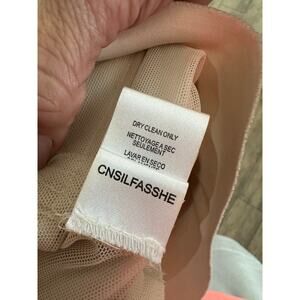 DRY CLEAN ONLY
NETTOYAGE A SEC
SEULEMENT
LAVAR EN SECO
CNSILFASSHE